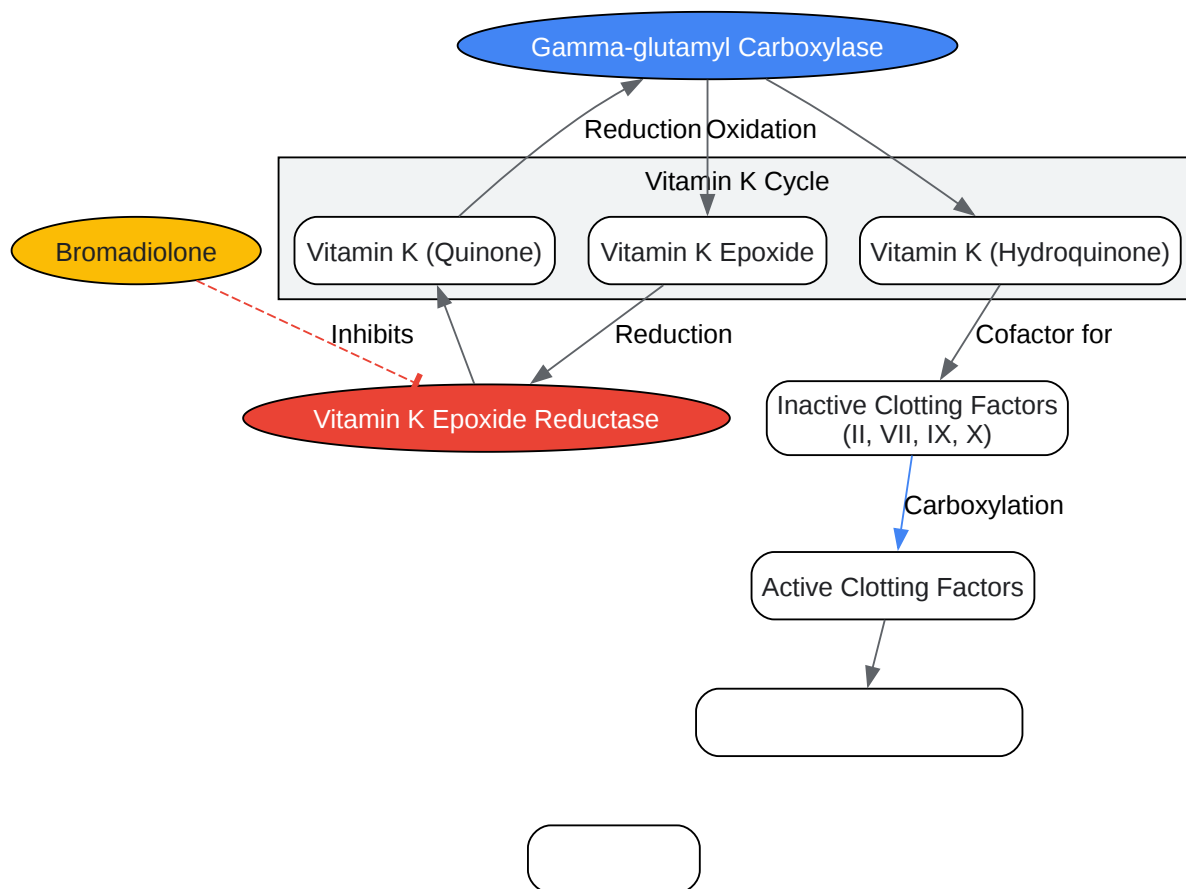 Gamma-glutamyl Carboxylase
Reduction
Oxidation
Vitamin K Cycle
Bromadiolone
Vitamin K (Quinone)
Vitamin K Epoxide
Vitamin K (Hydroquinone)
Inhibits
Reduction
Cofactor for
Vitamin K Epoxide Reductase
Inactive Clotting Factors
(II, VII, IX, X)
Carboxylation
Active Clotting Factors